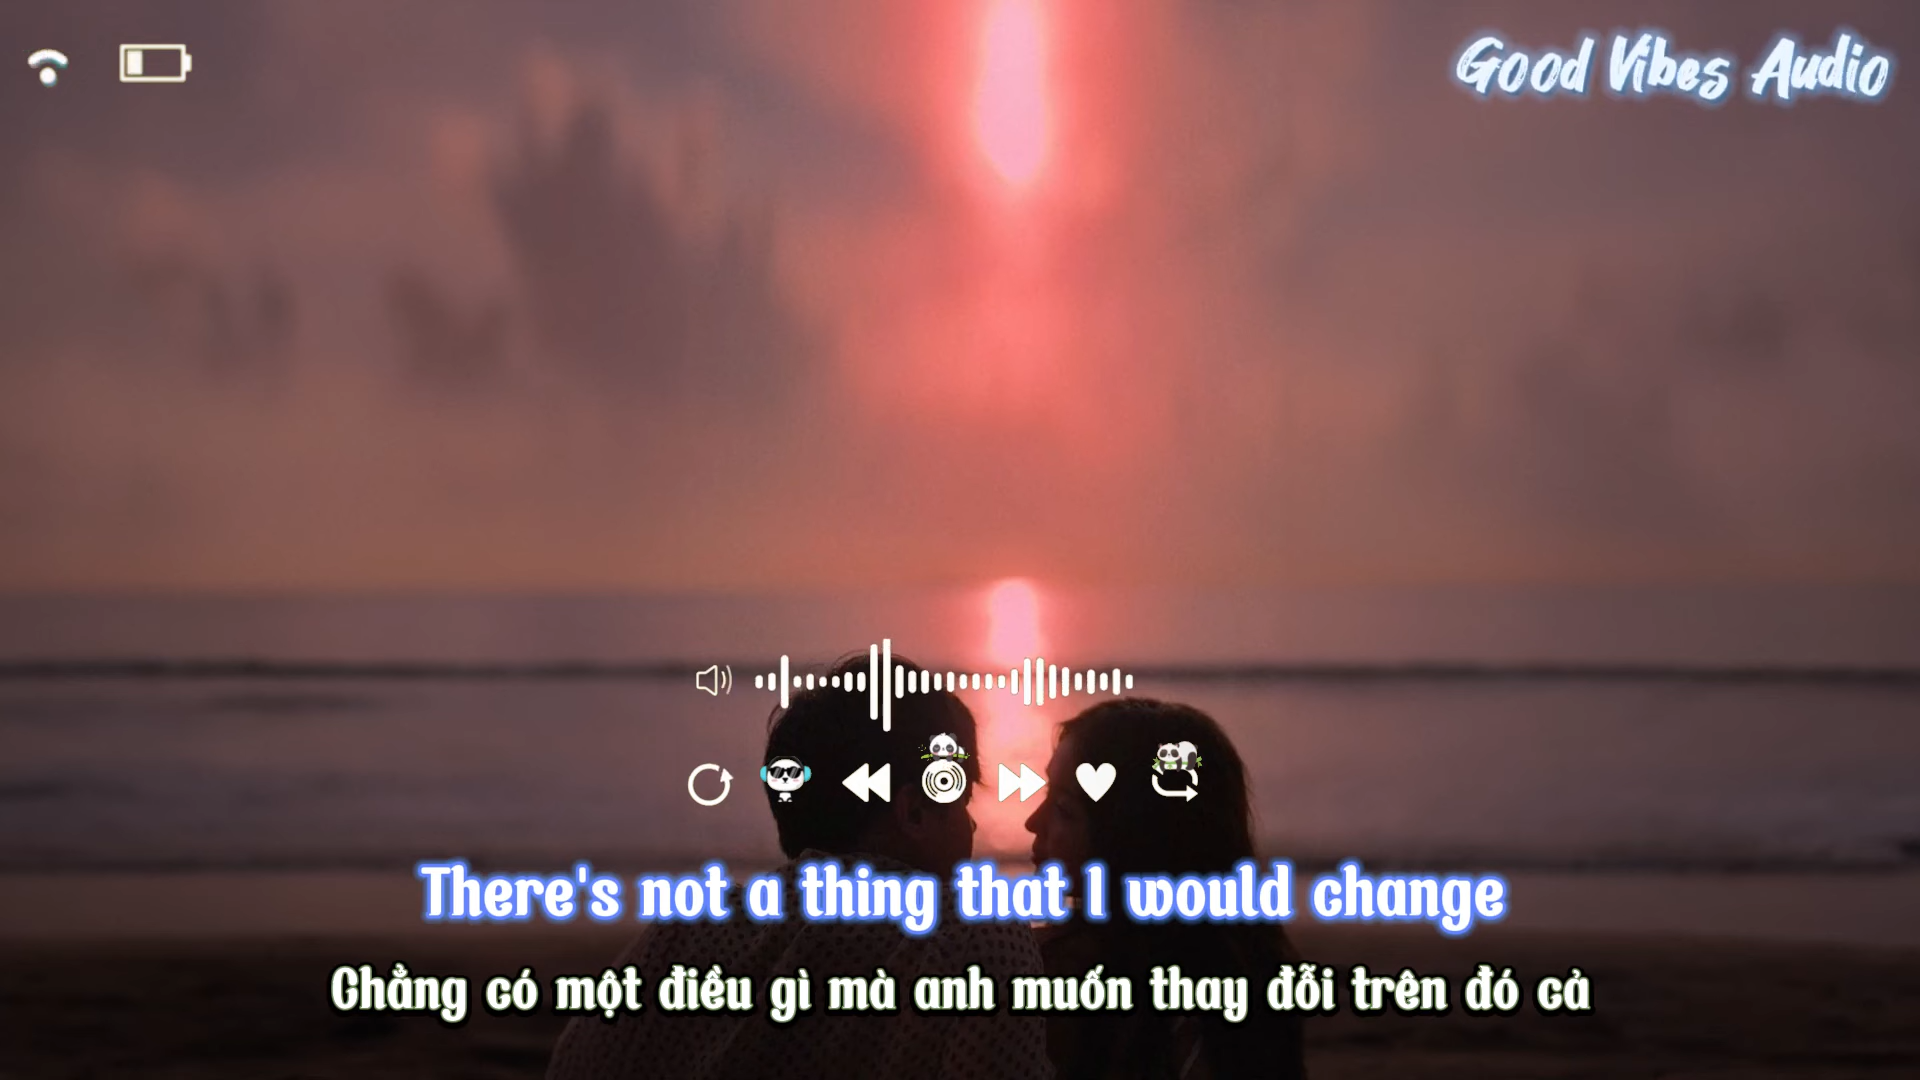 Good Vibes Audio
There's not a thing that I would change
Chẳng có một điều gì mà anh muốn thay đỗi trên đó cả